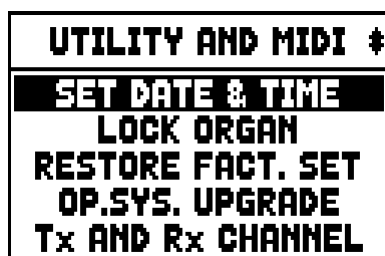 UTILITY AND MIDI
SET DATE & TIME
LOCK ORGAN
RESTORE FACT. SET
OP.SYS. UPGRADE
Tx AND Rx CHANNEL